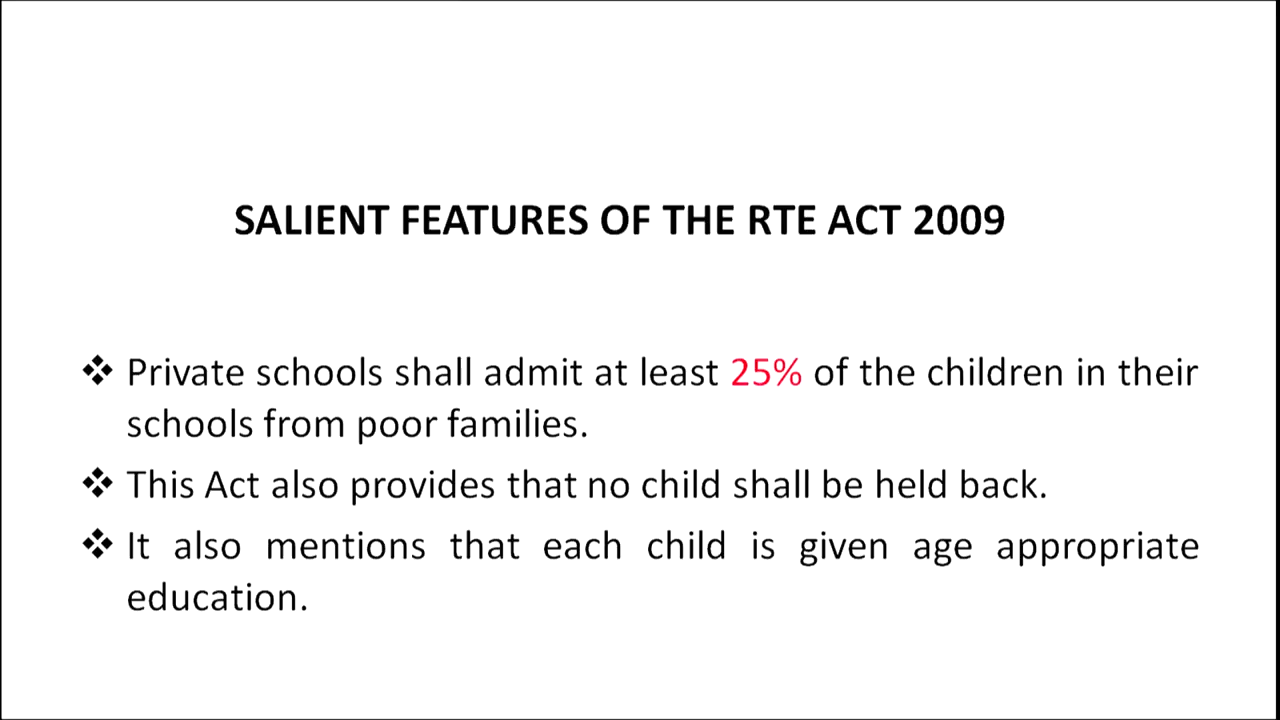 SALIENT FEATURES OF THE RTE ACT 2009
❖ Private schools shall admit at least 25% of the children in their
schools from poor families.
❖ This Act also provides that no child shall be held back.
❖ It also mentions that each child is given age appropriate
education.